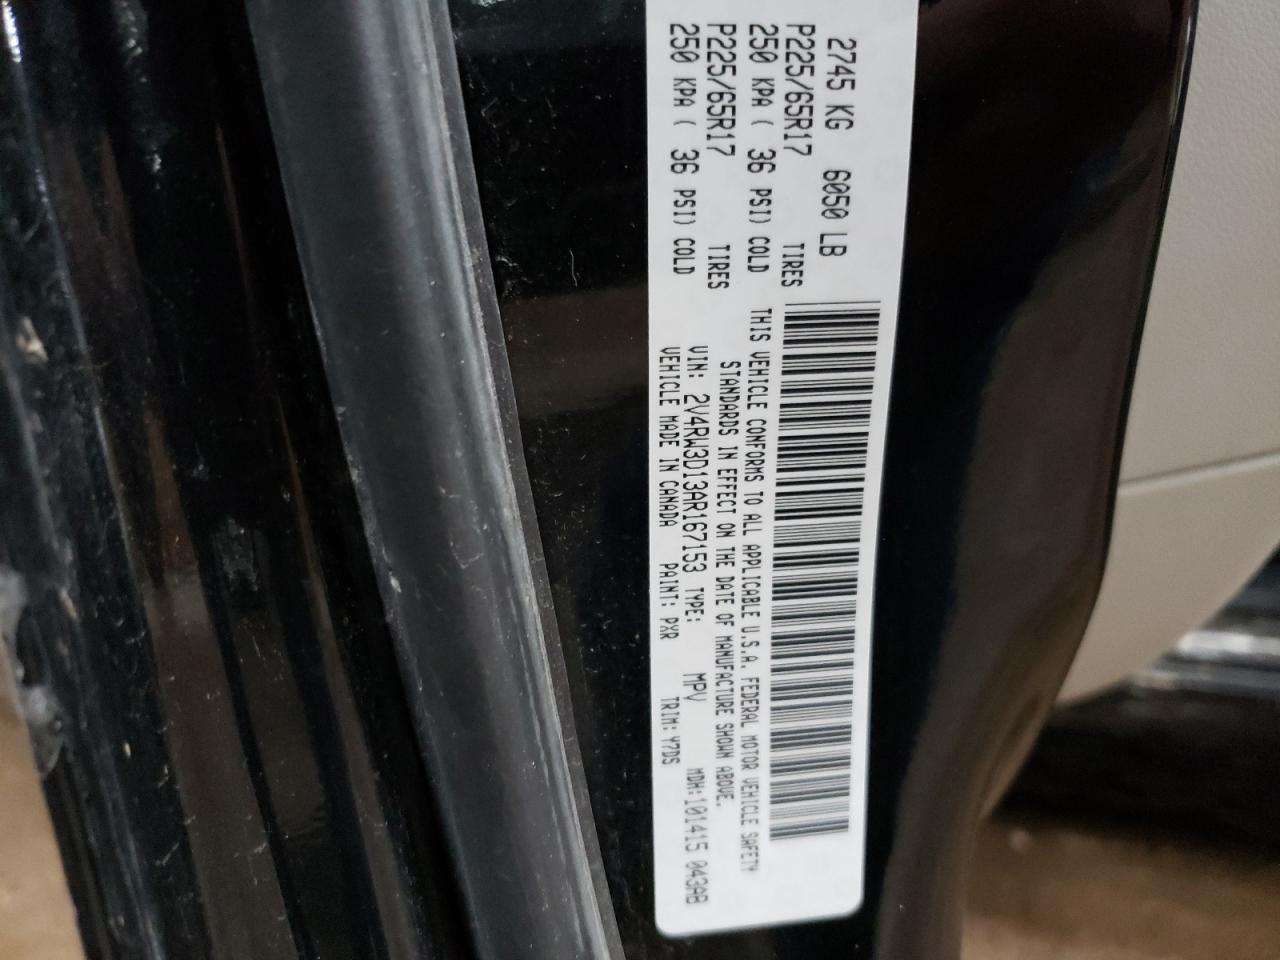 2745 KG 6050 LB
P225/65R17 TIRES
250 KPA ( 36 PSI) COLD
P225/65R17 TIRES
250 KPA ( 36 PSI) COLD
THIS VEHICLE CONFORMS TO ALL APPLICABLE U.S.A. FEDERAL MOTOR VEHICLE SAFETY
STANDARDS IN EFFECT ON THE DATE OF MANUFACTURE SHOWN ABOVE.
VIN: 2V4RW3D13AR167153 TYPE: MPV MDH:101415 043AB
VEHICLE MADE IN CANADA PAINT: PXR TRIM: Y7DS